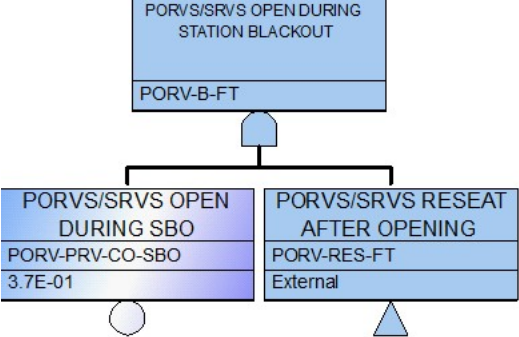 PORVS/SRVS OPEN DURING
STATION BLACKOUT
PORV-B-FT
PORVS/SRVS OPEN
DURING SBO
PORV-PRV-CO-SBO
3.7E-01
PORVS/SRVS RESEAT
AFTER OPENING
PORV-RES-FT
External